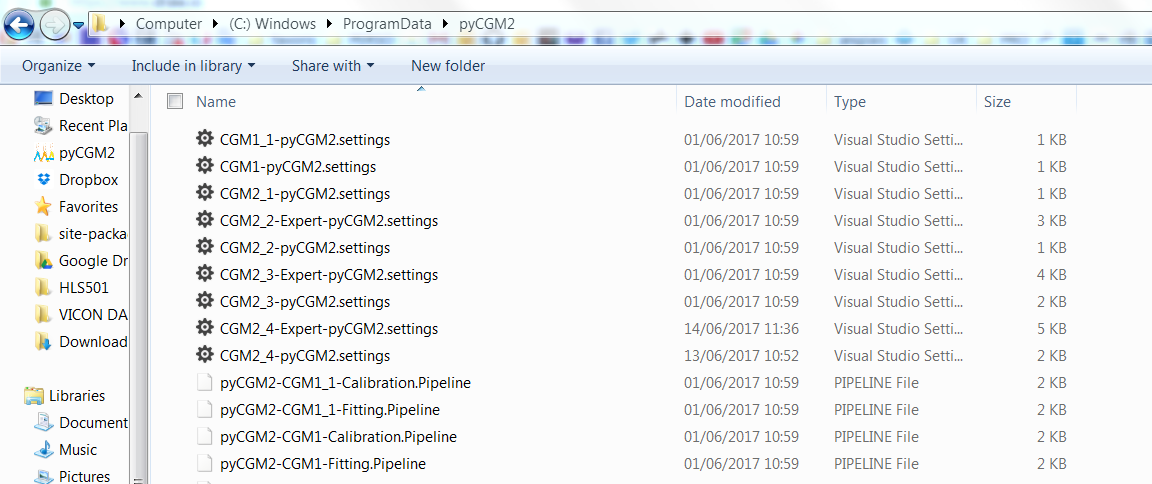 Computer (C:) Windows ProgramData pyCGM2
Organize Include in library Share with New folder
Name Date modified Type Size
Desktop
Recent Pla
pyCGM2
Dropbox
Favorites
site-packa
Google Dr
HLS501
VICON DA
Download
Libraries
Document
Music
Pictures
CGM1_1-pyCGM2.settings 01/06/2017 10:59 Visual Studio Setti... 1 KB
CGM1-pyCGM2.settings 01/06/2017 10:59 Visual Studio Setti... 1 KB
CGM2_1-pyCGM2.settings 01/06/2017 10:59 Visual Studio Setti... 1 KB
CGM2_2-Expert-pyCGM2.settings 01/06/2017 10:59 Visual Studio Setti... 3 KB
CGM2_2-pyCGM2.settings 01/06/2017 10:59 Visual Studio Setti... 1 KB
CGM2_3-Expert-pyCGM2.settings 01/06/2017 10:59 Visual Studio Setti... 4 KB
CGM2_3-pyCGM2.settings 01/06/2017 10:59 Visual Studio Setti... 2 KB
CGM2_4-Expert-pyCGM2.settings 14/06/2017 11:36 Visual Studio Setti... 5 KB
CGM2_4-pyCGM2.settings 13/06/2017 10:52 Visual Studio Setti... 2 KB
pyCGM2-CGM1_1-Calibration.Pipeline 01/06/2017 10:59 PIPELINE File 2 KB
pyCGM2-CGM1_1-Fitting.Pipeline 01/06/2017 10:59 PIPELINE File 2 KB
pyCGM2-CGM1-Calibration.Pipeline 01/06/2017 10:59 PIPELINE File 2 KB
pyCGM2-CGM1-Fitting.Pipeline 01/06/2017 10:59 PIPELINE File 2 KB